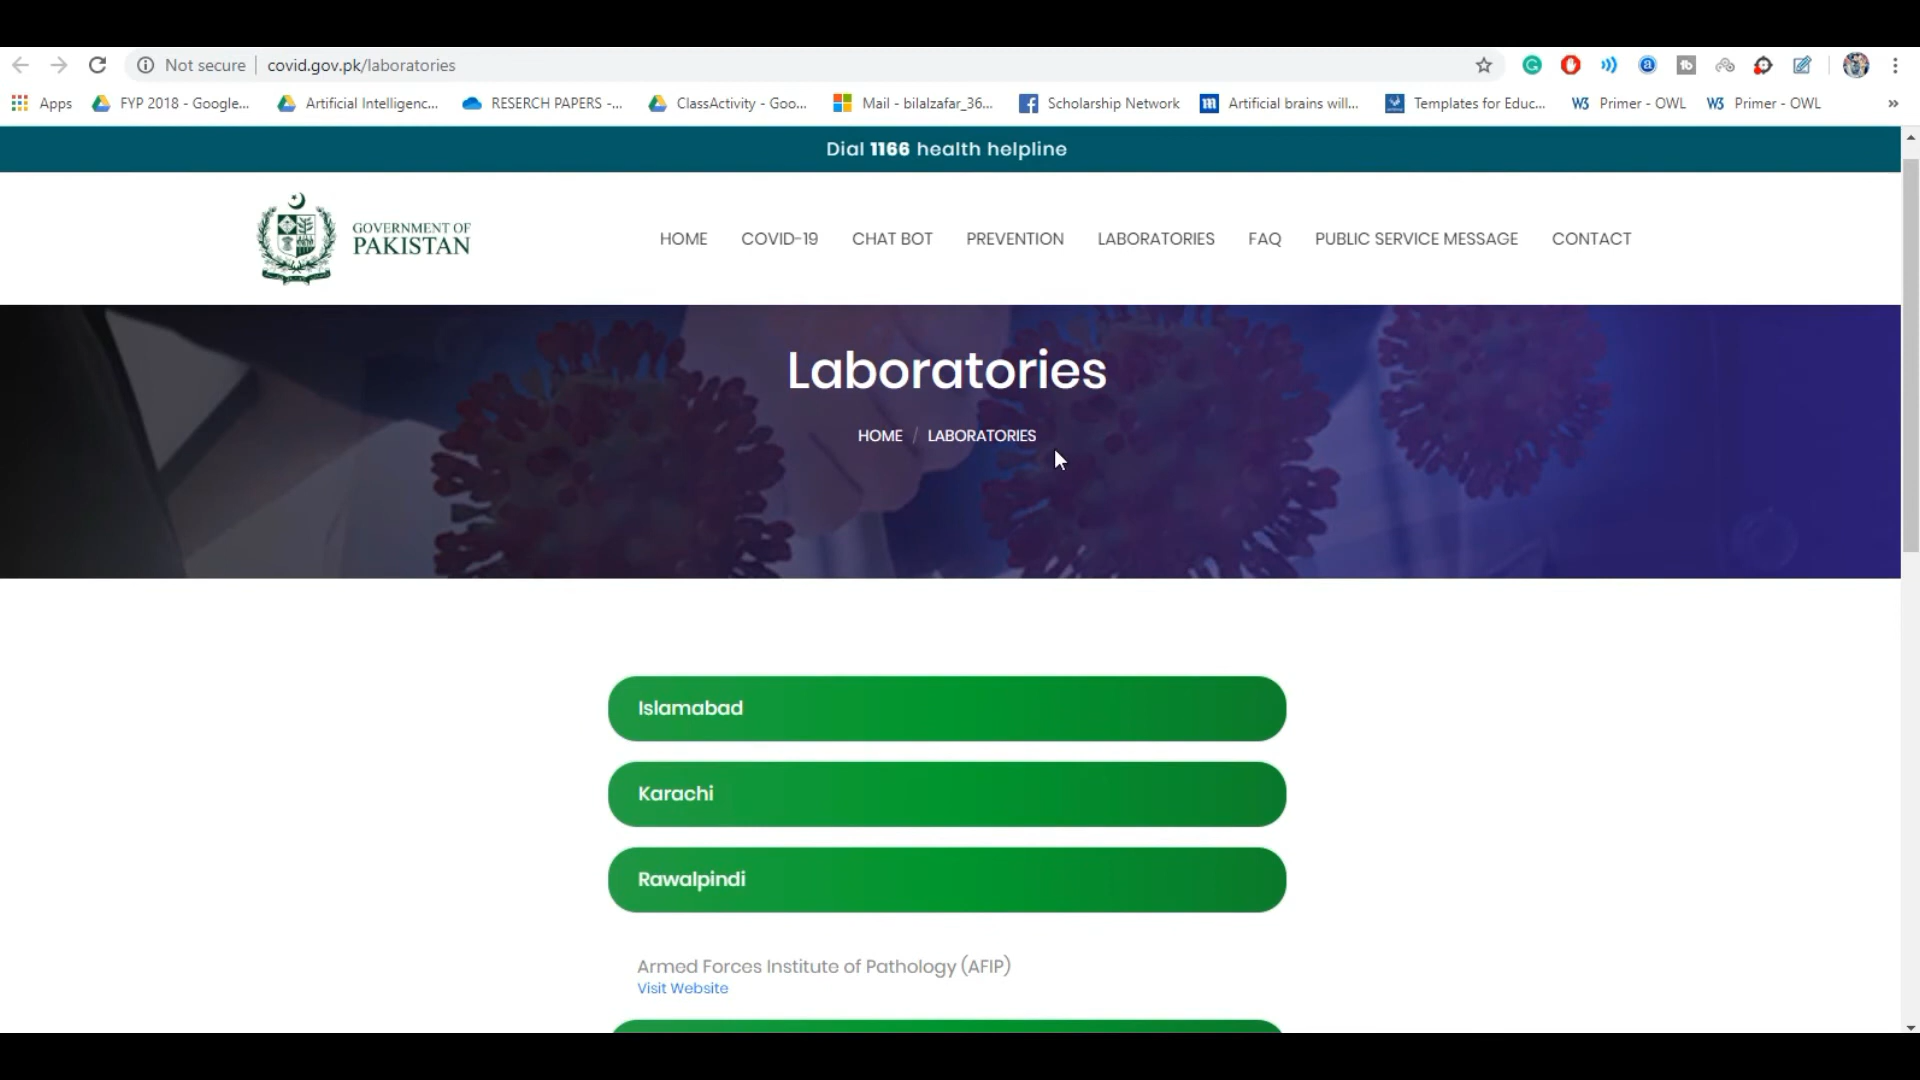 Not secure covid.gov.pk/laboratories
Apps FYP 2018 - Google... Artificial Intelligenc... RESERCH PAPERS -... ClassActivity - Goo... Mail - bilalzafar_36... Scholarship Network Artificial brains will... Templates for Educ... W3 Primer - OWL W3 Primer - OWL »
Dial 1166 health helpline
GOVERNMENT OF
PAKISTAN
HOME COVID-19 CHAT BOT PREVENTION LABORATORIES FAQ PUBLIC SERVICE MESSAGE CONTACT
Laboratories
HOME / LABORATORIES
Islamabad
Karachi
Rawalpindi
Armed Forces Institute of Pathology (AFIP)
Visit Website